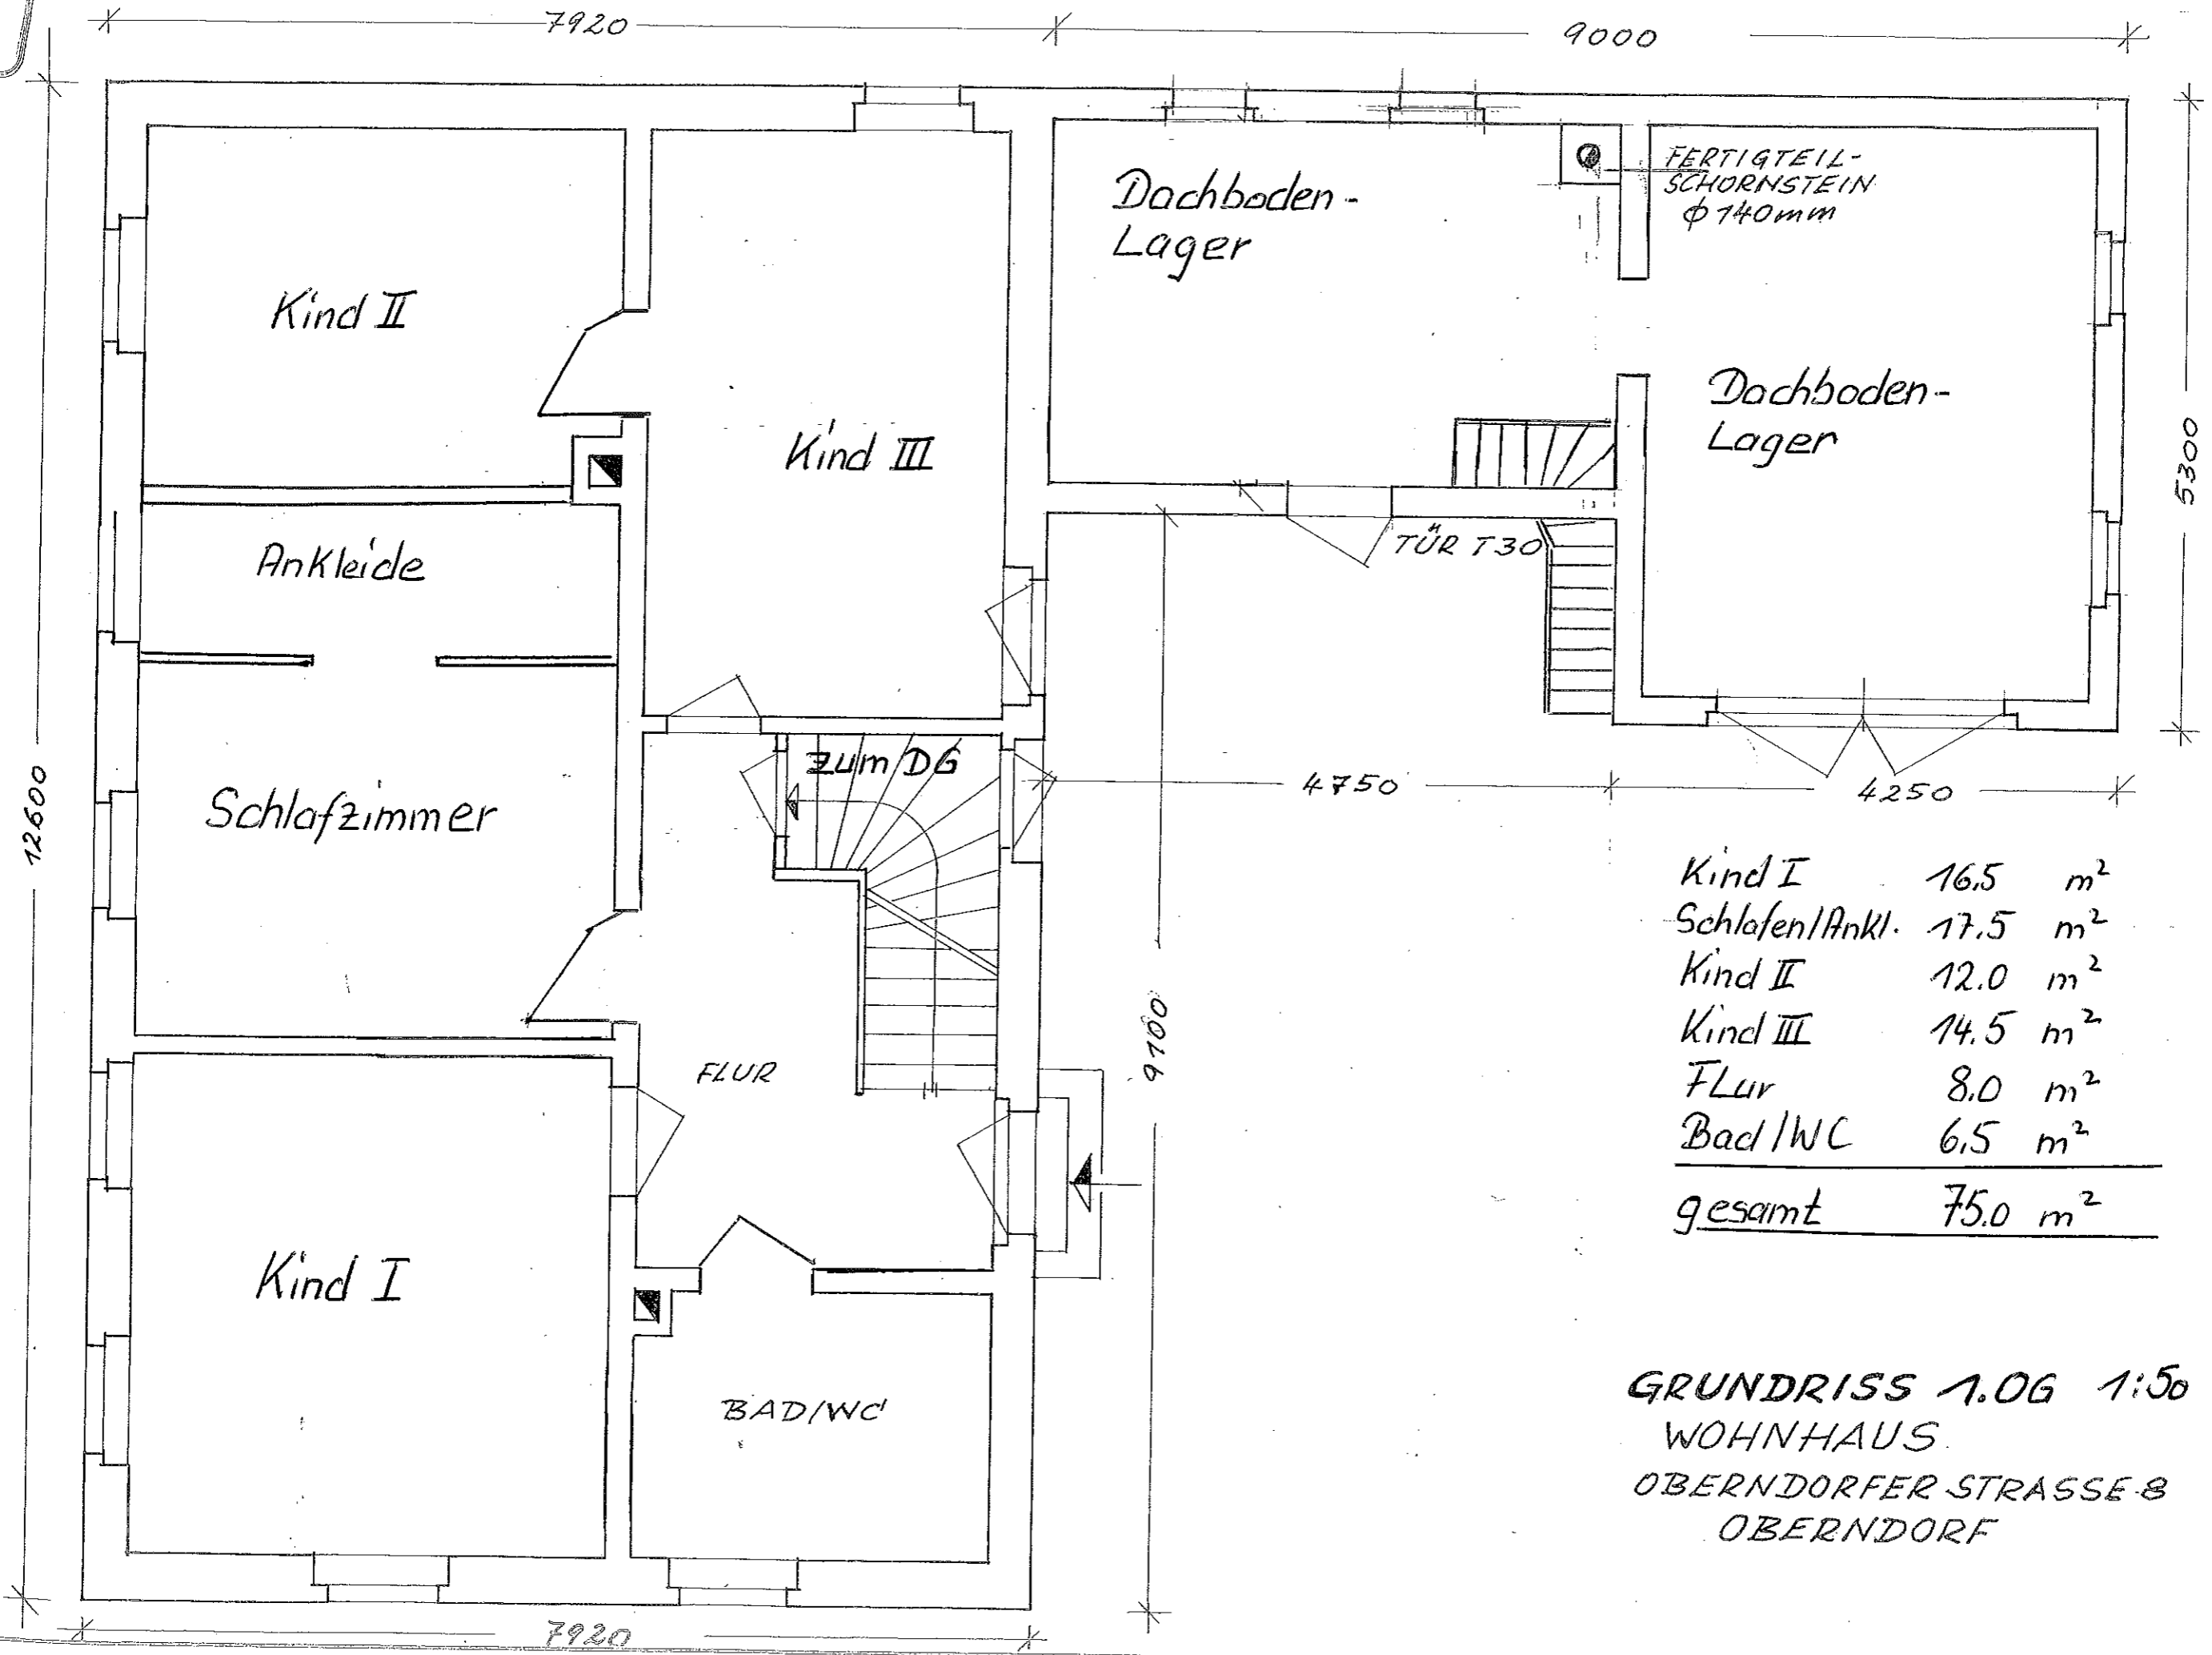 7920
9000
Dachboden-
Lager
FERTIGTEIL-
SCHORNSTEIN
ϕ 140mm
Kind II
Kind III
Dachboden-
Lager
5300
TÜR T30
Ankleide
zum DG
4750
4250
12600
Schlafzimmer
Kind I 16,5 m²
Schlafen/Ankl. 17.5 m²
Kind II 12.0 m²
Kind III 14.5 m²
FLur 8.0 m²
Bad/WC 6,5 m²
gesamt 75.0 m²
9100
FLUR
Kind I
BAD/WC
GRUNDRISS 1.OG 1:50
WOHNHAUS
OBERNDORFER STRASSE 8
OBERNDORF
7920